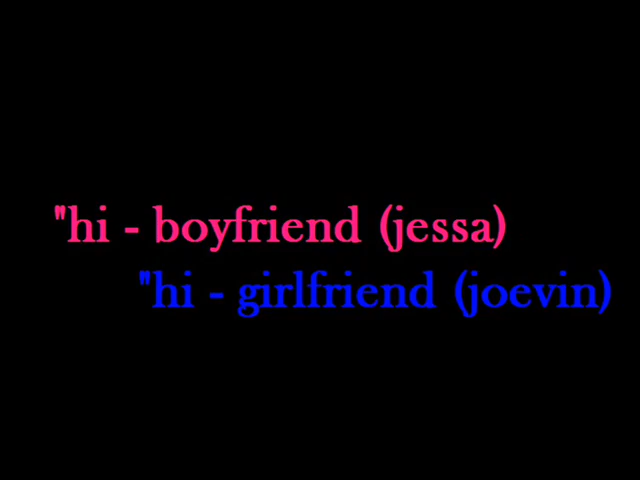 "hi - boyfriend (jessa)
"hi - girlfriend (joevin)